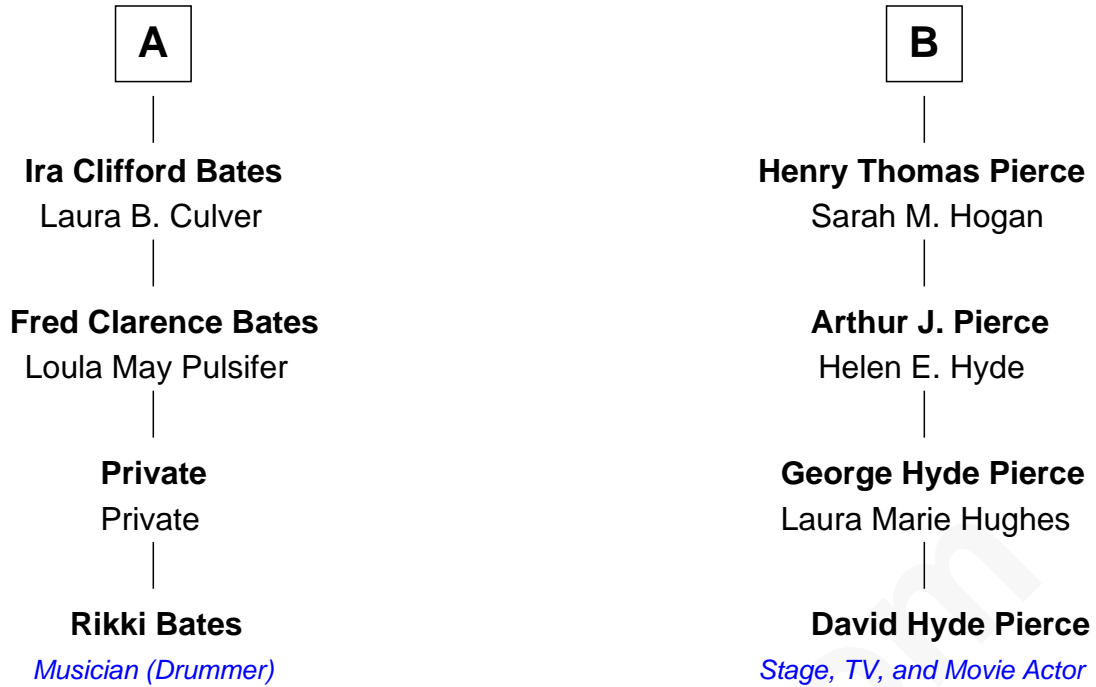 A
B
Ira Clifford Bates
Laura B. Culver
Henry Thomas Pierce
Sarah M. Hogan
Fred Clarence Bates
Loula May Pulsifer
Arthur J. Pierce
Helen E. Hyde
Private
Private
George Hyde Pierce
Laura Marie Hughes
Rikki Bates
Musician (Drummer)
David Hyde Pierce
Stage, TV, and Movie Actor